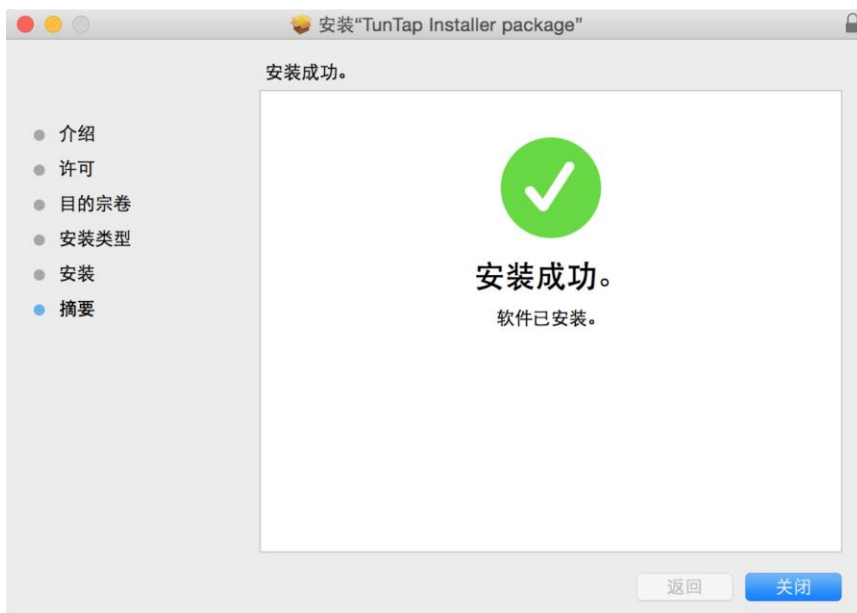 安装“TunTap Installer package”
安装成功。
介绍
许可
目的宗卷
安装类型
安装
摘要
安装成功。
软件已安装。
返回
关闭